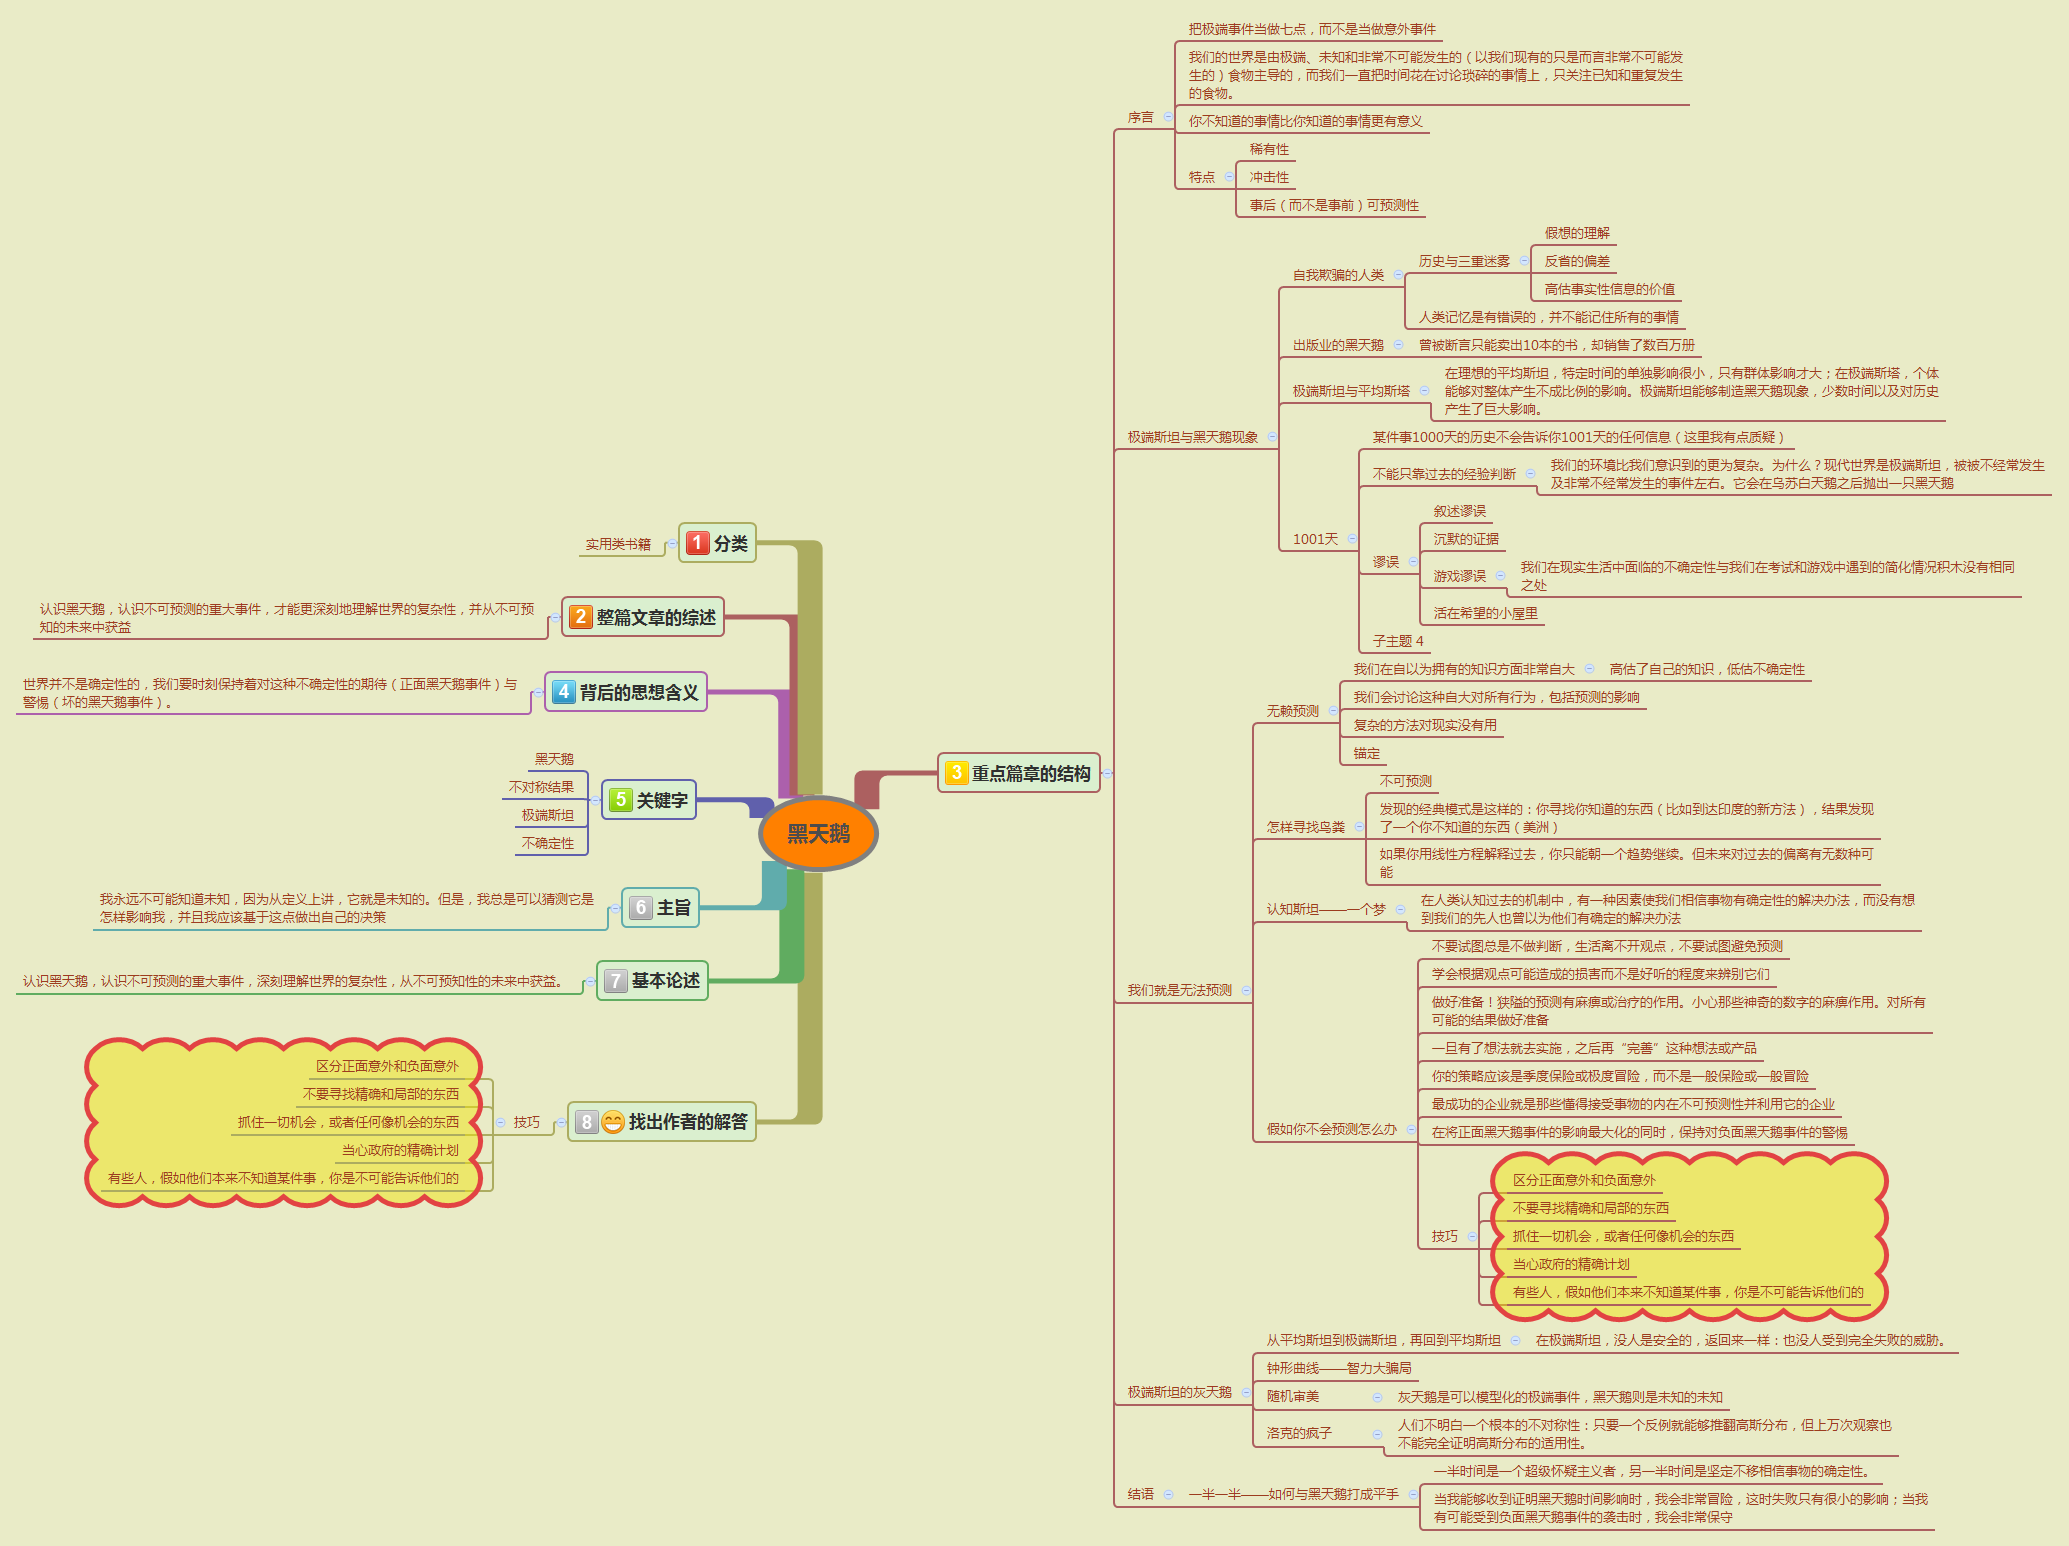 黑天鹅
1 分类
实用类书籍
2 整篇文章的综述
认识黑天鹅，认识不可预测的重大事件，才能更深刻地理解世界的复杂性，并从不可预
知的未来中获益
4 背后的思想含义
世界并不是确定性的，我们要时刻保持着对这种不确定性的期待（正面黑天鹅事件）与
警惕（坏的黑天鹅事件）。
5 关键字
黑天鹅
不对称结果
极端斯坦
不确定性
6 主旨
我永远不可能知道未知，因为从定义上讲，它就是未知的。但是，我总是可以猜测它是
怎样影响我，并且我应该基于这点做出自己的决策
7 基本论述
认识黑天鹅，认识不可预测的重大事件，深刻理解世界的复杂性，从不可预知性的未来中获益。
8 找出作者的解答
技巧
区分正面意外和负面意外
不要寻找精确和局部的东西
抓住一切机会，或者任何像机会的东西
当心政府的精确计划
有些人，假如他们本来不知道某件事，你是不可能告诉他们的
3 重点篇章的结构
序言
把极端事件当做七点，而不是当做意外事件
我们的世界是由极端、未知和非常不可能发生的（以我们现有的只是而言非常不可能发
生的）食物主导的，而我们一直把时间花在讨论琐碎的事情上，只关注已知和重复发生
的食物。
你不知道的事情比你知道的事情更有意义
特点
稀有性
冲击性
事后（而不是事前）可预测性
极端斯坦与黑天鹅现象
自我欺骗的人类
历史与三重迷雾
假想的理解
反省的偏差
高估事实性信息的价值
人类记忆是有错误的，并不能记住所有的事情
出版业的黑天鹅
曾被断言只能卖出10本的书，却销售了数百万册
极端斯坦与平均斯塔
在理想的平均斯坦，特定时间的单独影响很小，只有群体影响才大；在极端斯塔，个体
能够对整体产生不成比例的影响。极端斯坦能够制造黑天鹅现象，少数时间以及对历史
产生了巨大影响。
1001天
某件事1000天的历史不会告诉你1001天的任何信息（这里我有点质疑）
不能只靠过去的经验判断
我们的环境比我们意识到的更为复杂。为什么？现代世界是极端斯坦，被被不经常发生
及非常不经常发生的事件左右。它会在乌苏白天鹅之后抛出一只黑天鹅
谬误
叙述谬误
沉默的证据
游戏谬误
我们在现实生活中面临的不确定性与我们在考试和游戏中遇到的简化情况积木没有相同
之处
活在希望的小屋里
子主题 4
我们就是无法预测
无赖预测
我们在自以为拥有的知识方面非常自大
高估了自己的知识，低估不确定性
我们会讨论这种自大对所有行为，包括预测的影响
复杂的方法对现实没有用
锚定
怎样寻找鸟粪
不可预测
发现的经典模式是这样的：你寻找你知道的东西（比如到达印度的新方法），结果发现
了一个你不知道的东西（美洲）
如果你用线性方程解释过去，你只能朝一个趋势继续。但未来对过去的偏离有无数种可
能
认知斯坦——一个梦
在人类认知过去的机制中，有一种因素使我们相信事物有确定性的解决办法，而没有想
到我们的先人也曾以为他们有确定的解决办法
假如你不会预测怎么办
不要试图总是不做判断，生活离不开观点，不要试图避免预测
学会根据观点可能造成的损害而不是好听的程度来辨别它们
做好准备！狭隘的预测有麻痹或治疗的作用。小心那些神奇的数字的麻痹作用。对所有
可能的结果做好准备
一旦有了想法就去实施，之后再“完善”这种想法或产品
你的策略应该是季度保险或极度冒险，而不是一般保险或一般冒险
最成功的企业就是那些懂得接受事物的内在不可预测性并利用它的企业
在将正面黑天鹅事件的影响最大化的同时，保持对负面黑天鹅事件的警惕
技巧
区分正面意外和负面意外
不要寻找精确和局部的东西
抓住一切机会，或者任何像机会的东西
当心政府的精确计划
有些人，假如他们本来不知道某件事，你是不可能告诉他们的
极端斯坦的灰天鹅
从平均斯坦到极端斯坦，再回到平均斯坦
在极端斯坦，没人是安全的，返回来一样：也没人受到完全失败的威胁。
钟形曲线——智力大骗局
随机审美
灰天鹅是可以模型化的极端事件，黑天鹅则是未知的未知
洛克的疯子
人们不明白一个根本的不对称性：只要一个反例就能够推翻高斯分布，但上万次观察也
不能完全证明高斯分布的适用性。
结语
一半一半——如何与黑天鹅打成平手
一半时间是一个超级怀疑主义者，另一半时间是坚定不移相信事物的确定性。
当我能够收到证明黑天鹅时间影响时，我会非常冒险，这时失败只有很小的影响；当我
有可能受到负面黑天鹅事件的袭击时，我会非常保守